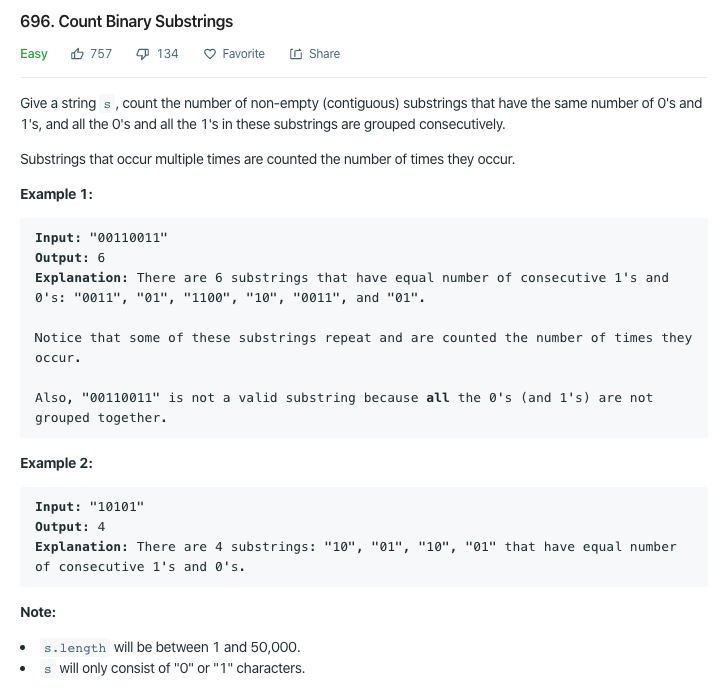 696. Count Binary Substrings
Easy 757 134 Favorite Share
Give a string s, count the number of non-empty (contiguous) substrings that have the same number of 0's and
1's, and all the 0's and all the 1's in these substrings are grouped consecutively.
Substrings that occur multiple times are counted the number of times they occur.
Example 1:
Input: "00110011"
Output: 6
Explanation: There are 6 substrings that have equal number of consecutive 1's and
0's: "0011", "01", "1100", "10", "0011", and "01".
Notice that some of these substrings repeat and are counted the number of times they
occur.
Also, "00110011" is not a valid substring because all the 0's (and 1's) are not
grouped together.
Example 2:
Input: "10101"
Output: 4
Explanation: There are 4 substrings: "10", "01", "10", "01" that have equal number
of consecutive 1's and 0's.
Note:
• s.length will be between 1 and 50,000.
• s will only consist of "0" or "1" characters.